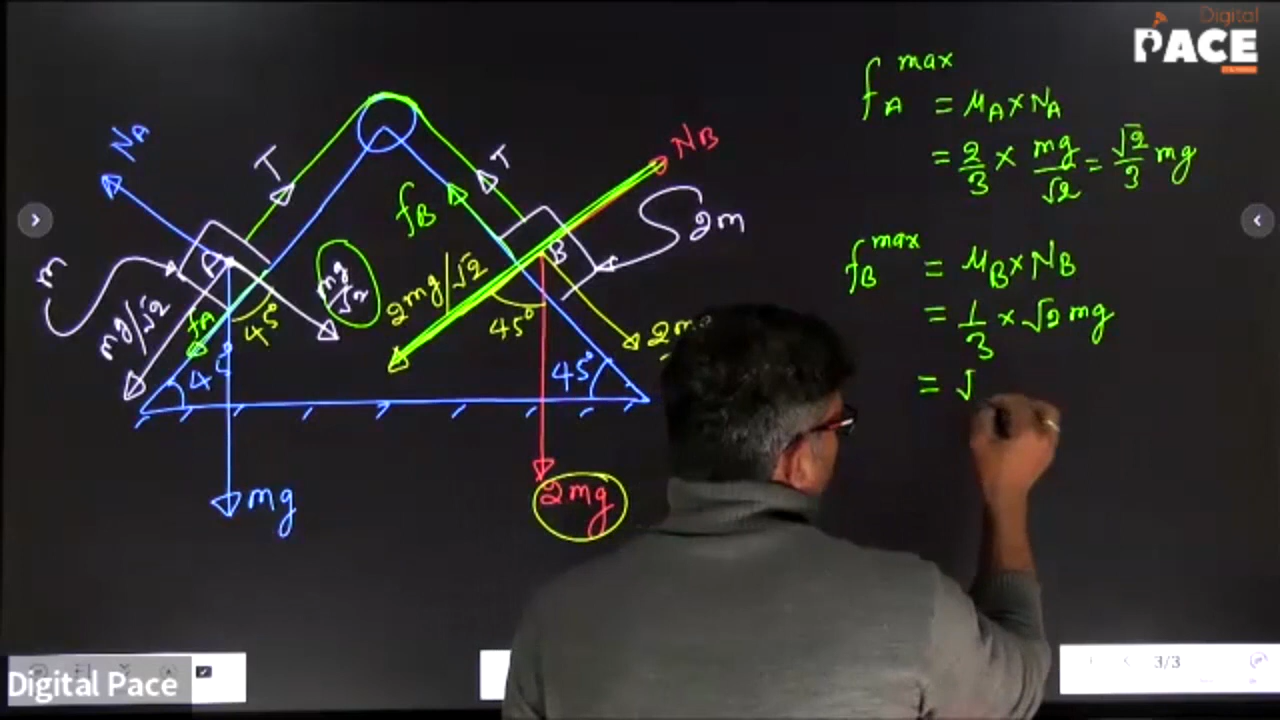 Digital
PACE
f_A^max
= μ_A × N_A
= 2/3 × mg/√2 = √2/3 mg
f_B^max = μ_B × N_B
= 1/3 × √2 mg
= √
N_A
T
T
N_B
f_B
2m
m
A
B
mg/√2
mg/√2
2mg/√2
f_A
45°
45°
45°
45°
mg
2mg
3/3
Digital Pace